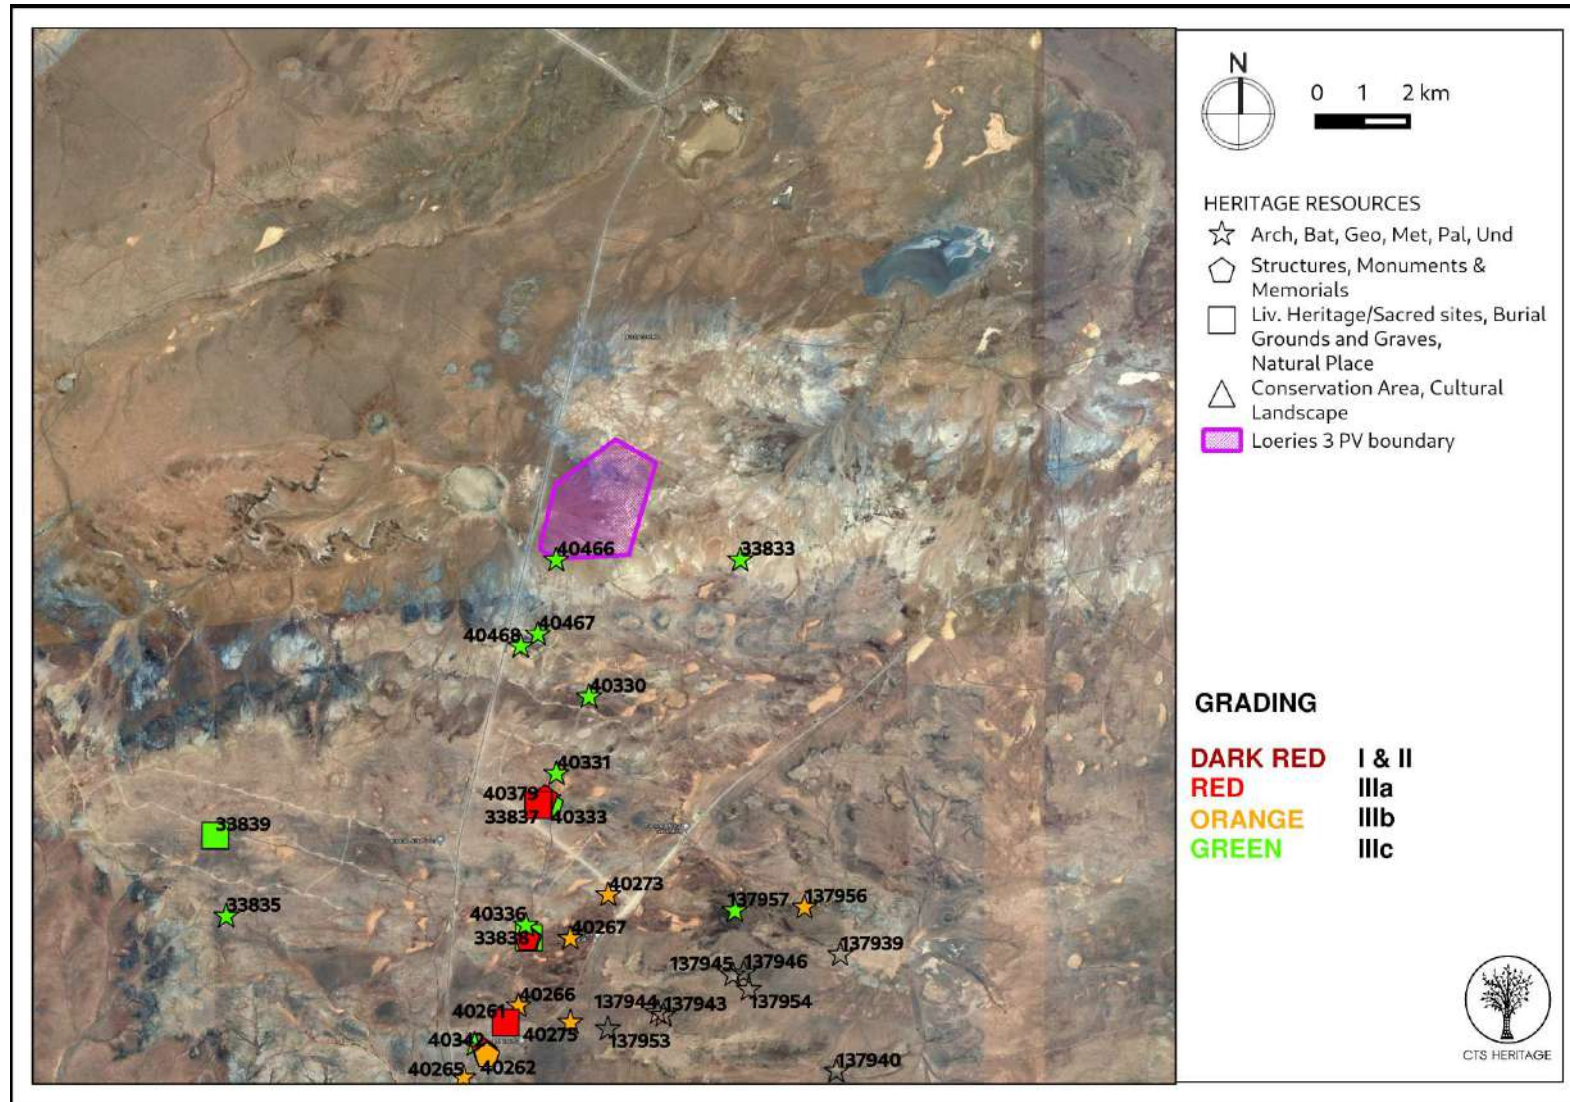 N
0 1 2 km
HERITAGE RESOURCES
Arch, Bat, Geo, Met, Pal, Und
Structures, Monuments &
Memorials
Liv. Heritage/Sacred sites, Burial
Grounds and Graves,
Natural Place
Conservation Area, Cultural
Landscape
Loeries 3 PV boundary
GRADING
DARK RED I & II
RED IIIa
ORANGE IIIb
GREEN IIIc
CTS HERITAGE
40466
33833
40467
40468
40330
40331
40379
33837
40333
33839
40273
33835
137957
137956
40336
40267
33838
137939
137945
137946
137954
40266
137944
137943
40261
40275
137953
40342
40262
40265
137940